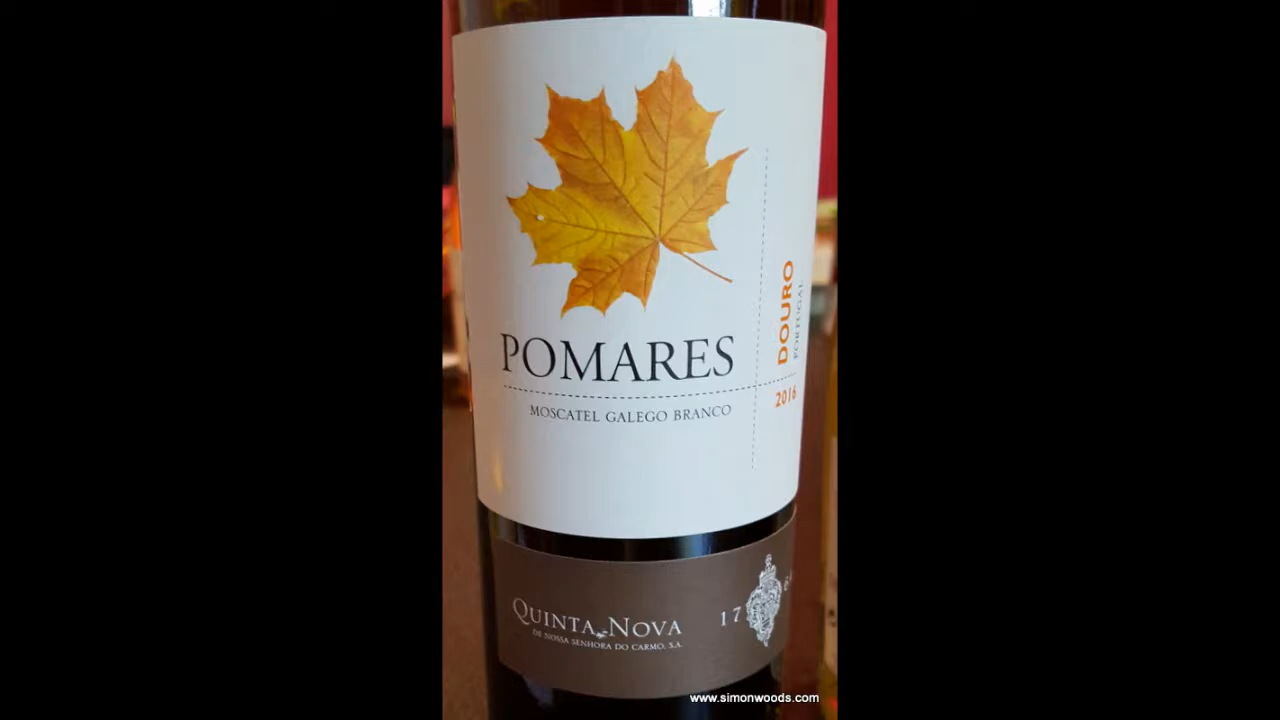 POMARES
MOSCATEL GALEGO BRANCO
DOURO
PORTUGAL
2016
QUINTA NOVA
DE NOSSA SENHORA DO CARMO, S.A.
17
www.simonwoods.com